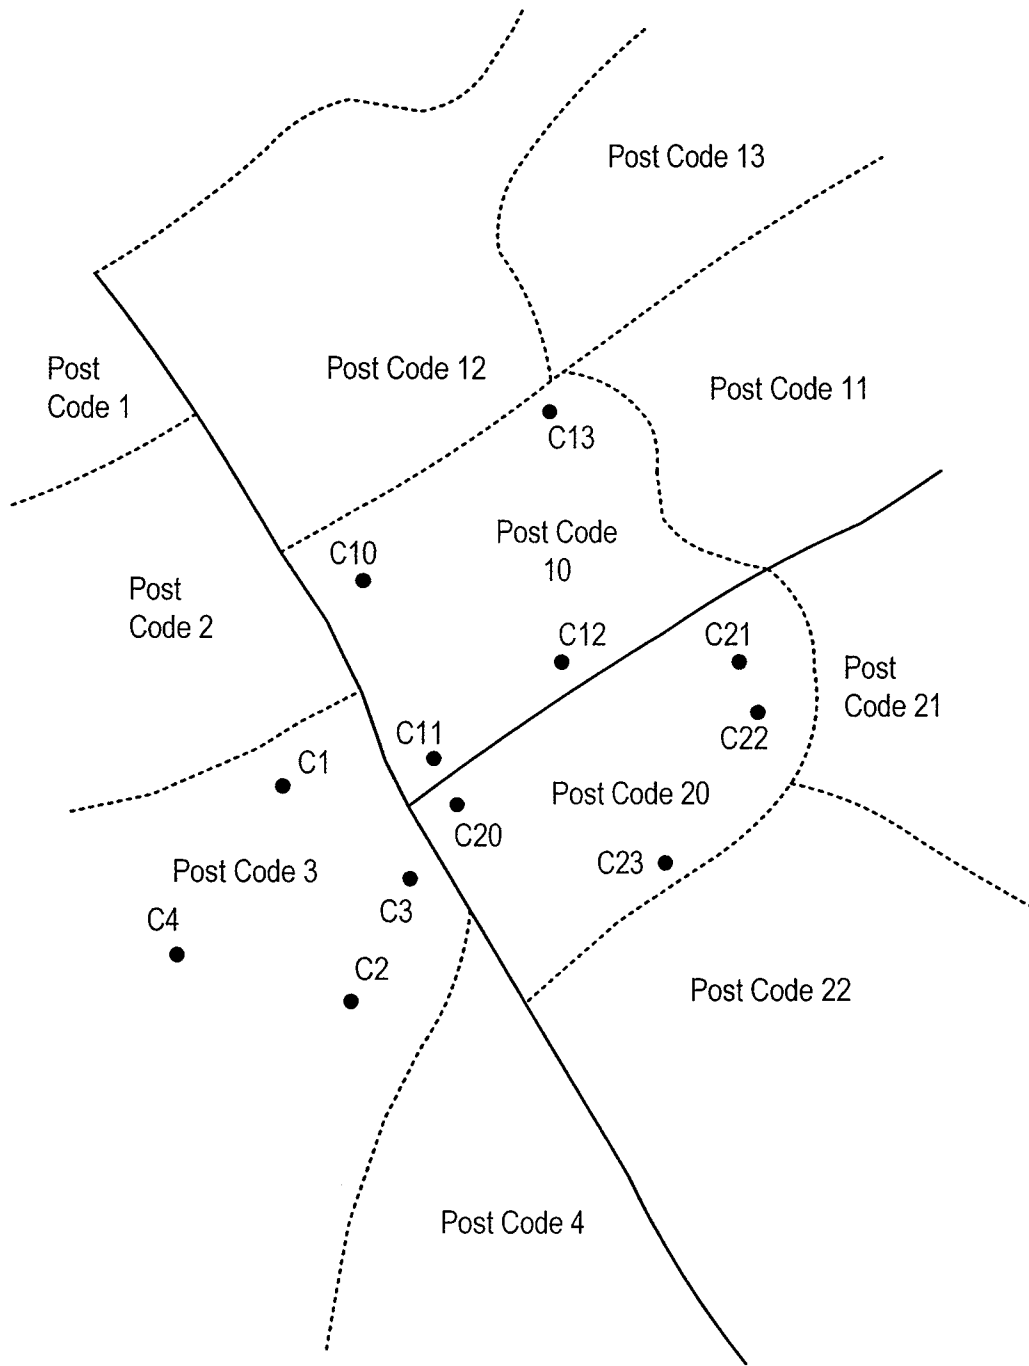 Post Code 13
Post
Code 1
Post Code 12
Post Code 11
C13
Post Code
10
C10
Post
Code 2
C12
C21
Post
Code 21
C22
C11
C1
Post Code 20
C20
C23
Post Code 3
C3
C4
C2
Post Code 22
Post Code 4